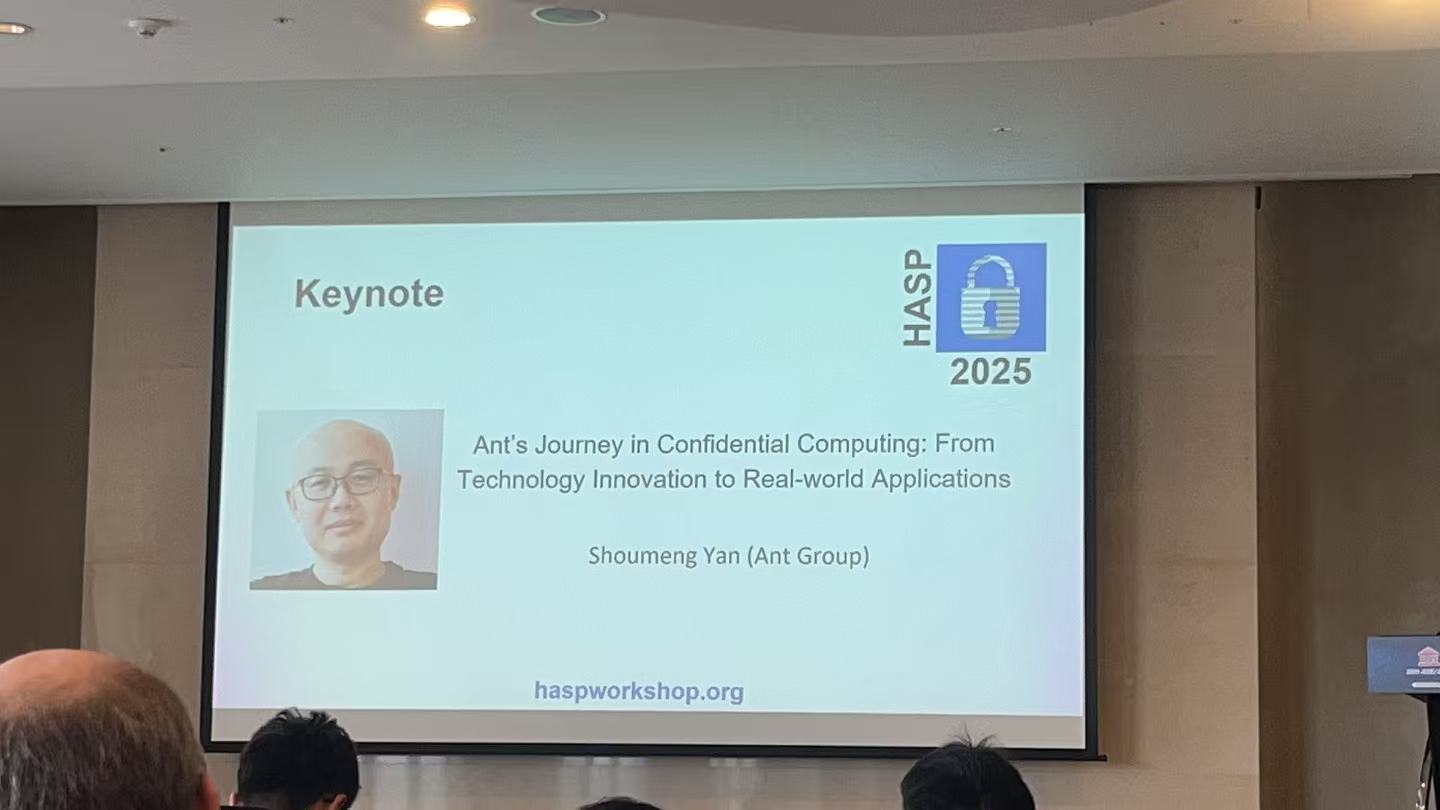 Keynote
HASP
2025
Ant's Journey in Confidential Computing: From
Technology Innovation to Real-world Applications
Shoumeng Yan (Ant Group)
haspworkshop.org